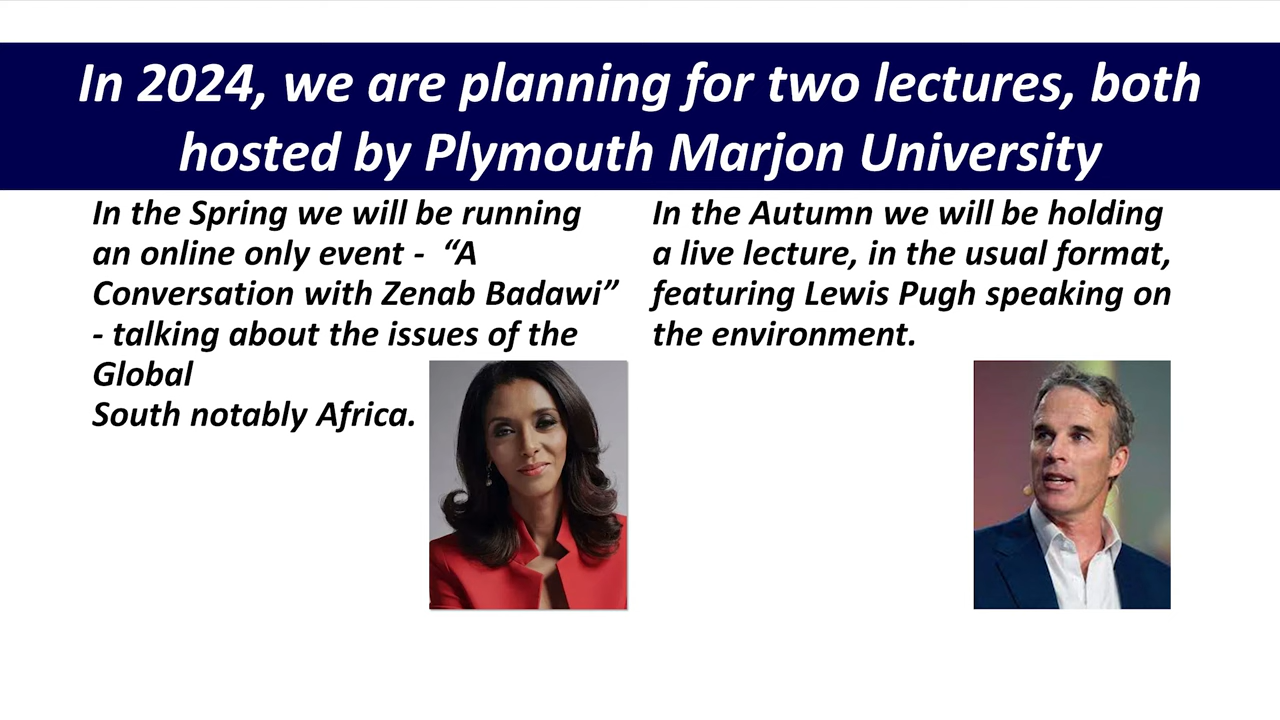 In 2024, we are planning for two lectures, both
hosted by Plymouth Marjon University
In the Spring we will be running
an online only event -  “A
Conversation with Zenab Badawi”
- talking about the issues of the
Global
South notably Africa.
In the Autumn we will be holding
a live lecture, in the usual format,
featuring Lewis Pugh speaking on
the environment.